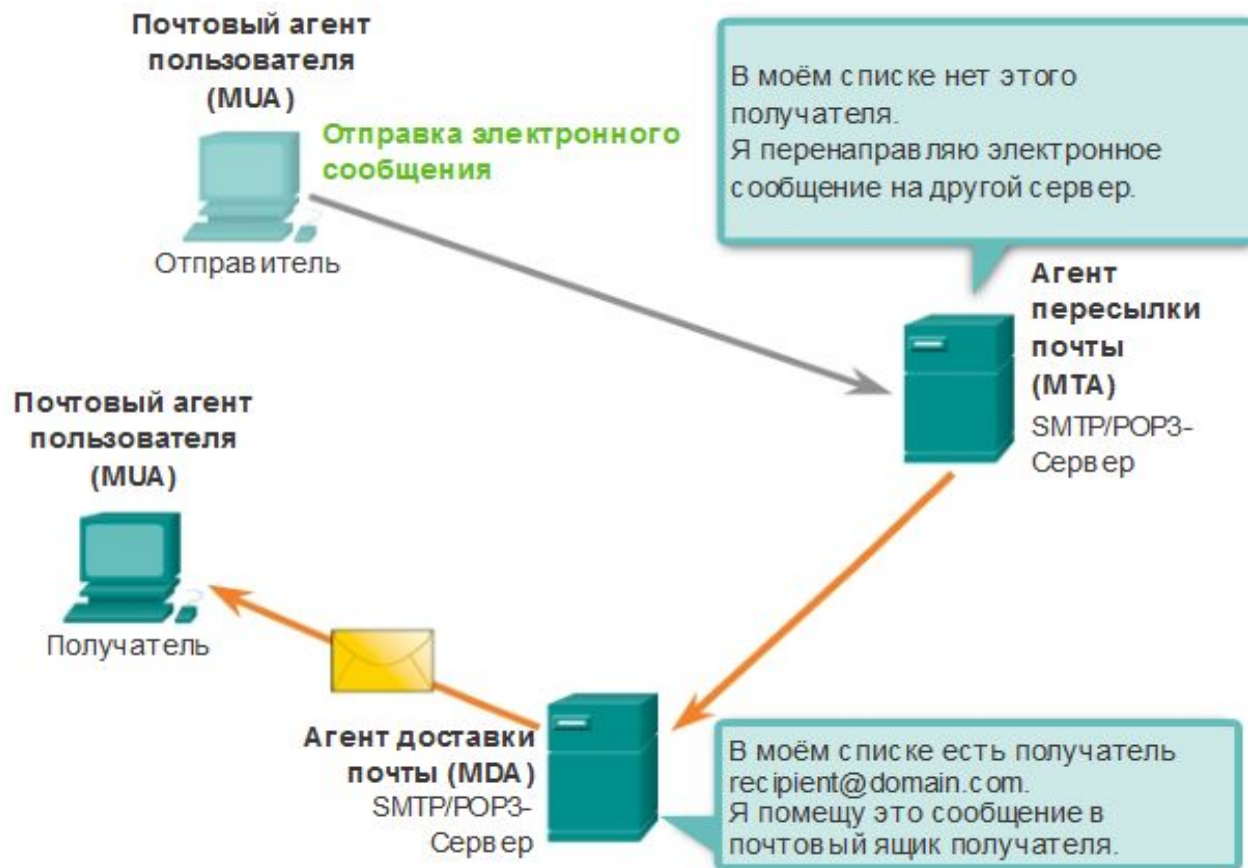 Почтовый агент
пользователя
(MUA)
Отправка электронного
сообщения
Отправитель
В моём списке нет этого
получателя.
Я перенаправляю электронное
сообщение на другой сервер.
Агент
пересылки
почты
(MTA)
SMTP/POP3-
Сервер
Почтовый агент
пользователя
(MUA)
Получатель
Агент доставки
почты (MDA)
SMTP/POP3-
Сервер
В моём списке есть получатель
recipient@domain.com.
Я помещу это сообщение в
почтовый ящик получателя.